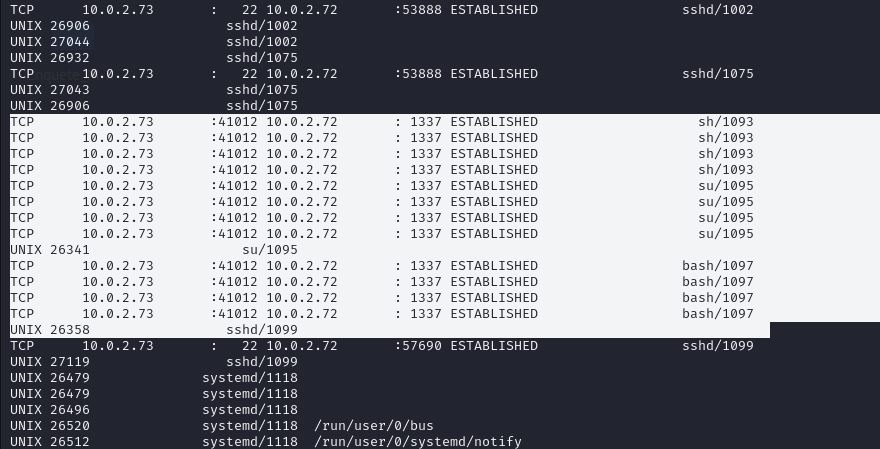 TCP      10.0.2.73       :   22 10.0.2.72       :53888 ESTABLISHED                  sshd/1002
UNIX 26906                 sshd/1002
UNIX 27044                 sshd/1002
UNIX 26932                 sshd/1075
TCP      10.0.2.73       :   22 10.0.2.72       :53888 ESTABLISHED                  sshd/1075
UNIX 27043                 sshd/1075
UNIX 26906                 sshd/1075
TCP      10.0.2.73       :41012 10.0.2.72       : 1337 ESTABLISHED                    sh/1093
TCP      10.0.2.73       :41012 10.0.2.72       : 1337 ESTABLISHED                    sh/1093
TCP      10.0.2.73       :41012 10.0.2.72       : 1337 ESTABLISHED                    sh/1093
TCP      10.0.2.73       :41012 10.0.2.72       : 1337 ESTABLISHED                    sh/1093
TCP      10.0.2.73       :41012 10.0.2.72       : 1337 ESTABLISHED                    su/1095
TCP      10.0.2.73       :41012 10.0.2.72       : 1337 ESTABLISHED                    su/1095
TCP      10.0.2.73       :41012 10.0.2.72       : 1337 ESTABLISHED                    su/1095
TCP      10.0.2.73       :41012 10.0.2.72       : 1337 ESTABLISHED                    su/1095
UNIX 26341                   su/1095
TCP      10.0.2.73       :41012 10.0.2.72       : 1337 ESTABLISHED                  bash/1097
TCP      10.0.2.73       :41012 10.0.2.72       : 1337 ESTABLISHED                  bash/1097
TCP      10.0.2.73       :41012 10.0.2.72       : 1337 ESTABLISHED                  bash/1097
TCP      10.0.2.73       :41012 10.0.2.72       : 1337 ESTABLISHED                  bash/1097
UNIX 26358                 sshd/1099
TCP      10.0.2.73       :   22 10.0.2.72       :57690 ESTABLISHED                  sshd/1099
UNIX 27119                 sshd/1099
UNIX 26479              systemd/1118
UNIX 26479              systemd/1118
UNIX 26496              systemd/1118
UNIX 26520              systemd/1118  /run/user/0/bus
UNIX 26512              systemd/1118  /run/user/0/systemd/notify